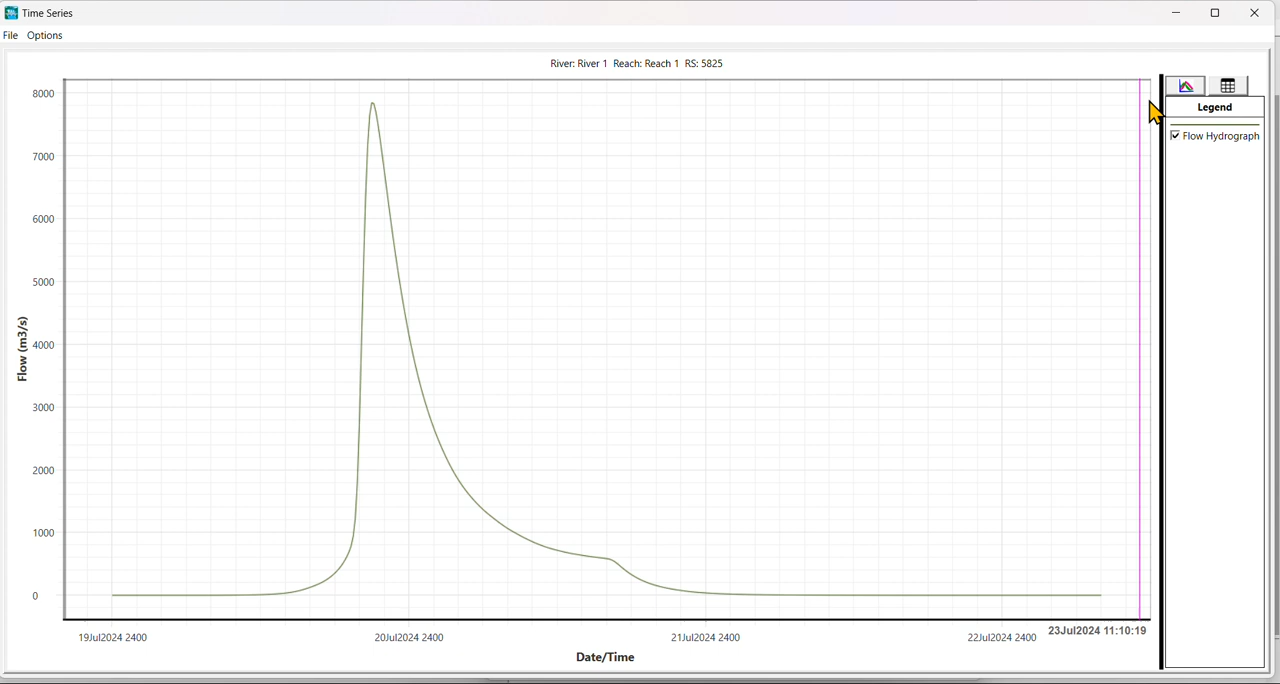 Time Series
File Options
River: River 1 Reach: Reach 1 RS: 5825
8000
7000
6000
5000
4000
3000
2000
1000
0
Flow (m3/s)
19Jul2024 2400
20Jul2024 2400
21Jul2024 2400
22Jul2024 2400
23Jul2024 11:10:19
Date/Time
Legend
Flow Hydrograph